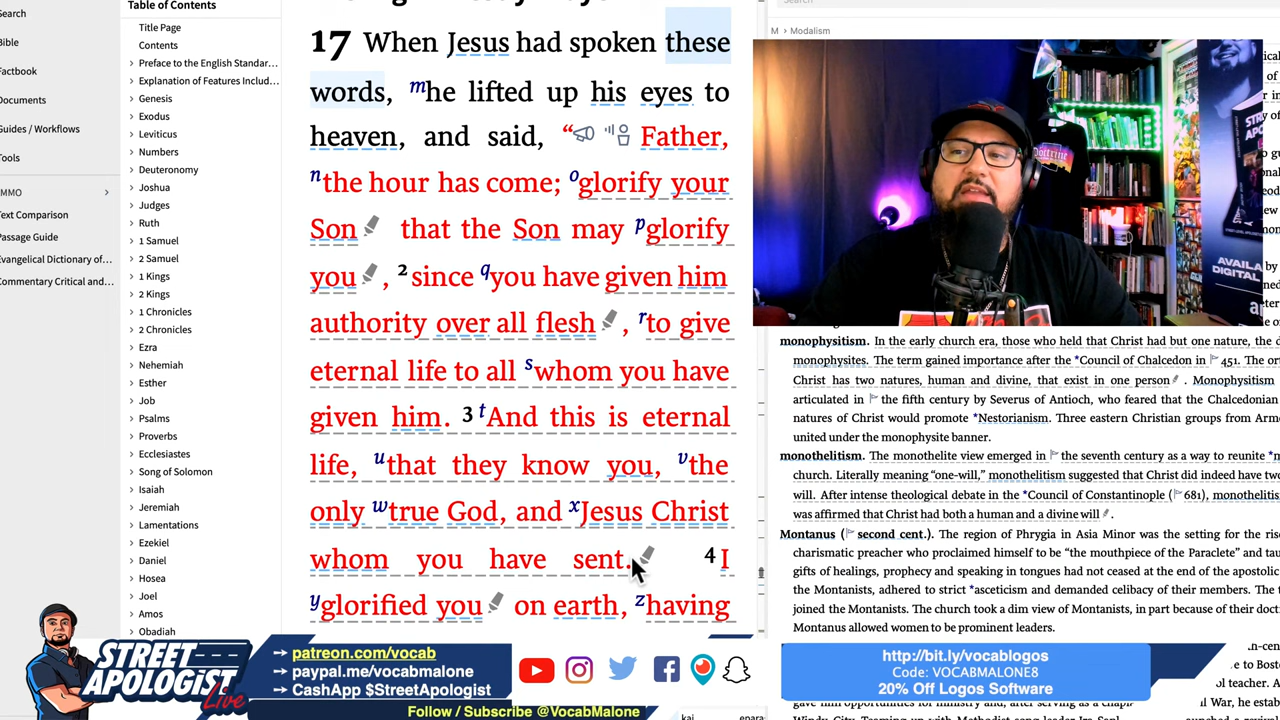 Search
Bible
Factbook
Documents
Guides / Workflows
Tools
Text Comparison
Passage Guide
Evangelical Dictionary of…
Commentary Critical and…
Table of Contents
Title Page
Contents
Preface to the English Standar…
Explanation of Features Includ…
Genesis
Exodus
Leviticus
Numbers
Deuteronomy
Joshua
Judges
Ruth
1 Samuel
2 Samuel
1 Kings
2 Kings
1 Chronicles
2 Chronicles
Ezra
Nehemiah
Esther
Job
Psalms
Proverbs
Ecclesiastes
Song of Solomon
Isaiah
Jeremiah
Lamentations
Ezekiel
Daniel
Hosea
Joel
Amos
Obadiah
17 When Jesus had spoken these
words, m he lifted up his eyes to
heaven, and said, “ Father,
n the hour has come; o glorify your
Son that the Son may p glorify
you , 2 since q you have given him
authority over all flesh , r to give
eternal life to all s whom you have
given him. 3 t And this is eternal
life, u that they know you, v the
only w true God, and x Jesus Christ
whom you have sent. 4 I
y glorified you on earth, z having
Search
M > Modalism
doctrine
AVAILA
DIGITAL
monophysitism. In the early church era, those who held that Christ had but one nature, the d
monophysites. The term gained importance after the *Council of Chalcedon in 451. The or
Christ has two natures, human and divine, that exist in one person . Monophysitism
articulated in the fifth century by Severus of Antioch, who feared that the Chalcedonian
natures of Christ would promote *Nestorianism. Three eastern Christian groups from Arm
united under the monophysite banner.
monothelitism. The monothelite view emerged in the seventh century as a way to reunite *m
church. Literally meaning “one-will,” monothelitism suggested that Christ did indeed have tw
will. After intense theological debate in the *Council of Constantinople ( 681), monothelitis
was affirmed that Christ had both a human and a divine will .
Montanus ( second cent.). The region of Phrygia in Asia Minor was the setting for the rise
charismatic preacher who proclaimed himself to be “the mouthpiece of the Paraclete” and tau
gifts of healings, prophecy and speaking in tongues had not ceased at the end of the apostolic
the Montanists, adhered to strict *asceticism and demanded celibacy of their members. The t
joined the Montanists. The church took a dim view of Montanists, in part because of their doct
Montanus allowed women to be prominent leaders.
STREET
APOLOGIST
Live
→ patreon.com/vocab
→ paypal.me/vocabmalone
→ CashApp $StreetApologist
Follow / Subscribe @VocabMalone
http://bit.ly/vocablogos
Code: VOCABMALONE8
20% Off Logos Software